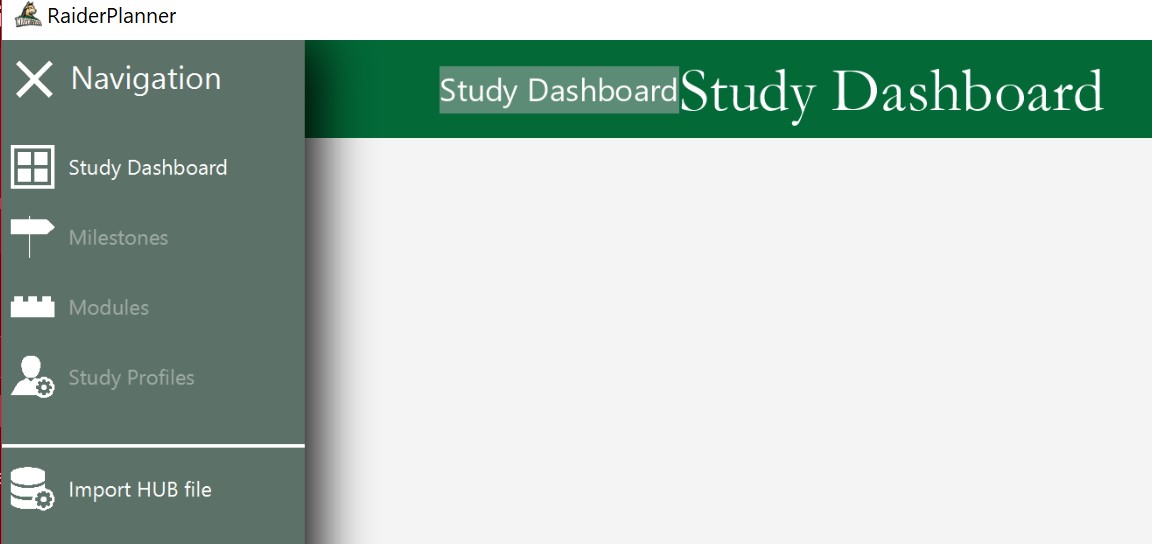 RaiderPlanner
Navigation
Study Dashboard Study Dashboard
Study Dashboard
Milestones
Modules
Study Profiles
Import HUB file